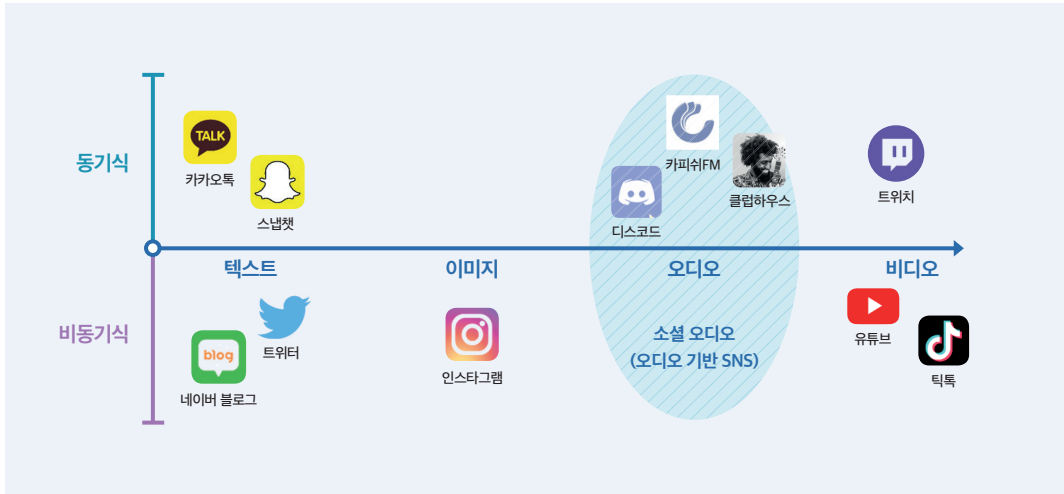 동기식
TALK
카카오톡
스냅챗
카피쉬FM
클럽하우스
디스코드
트위치
텍스트
이미지
오디오
비디오
비동기식
blog
네이버 블로그
트위터
인스타그램
소셜 오디오
(오디오 기반 SNS)
유튜브
틱톡